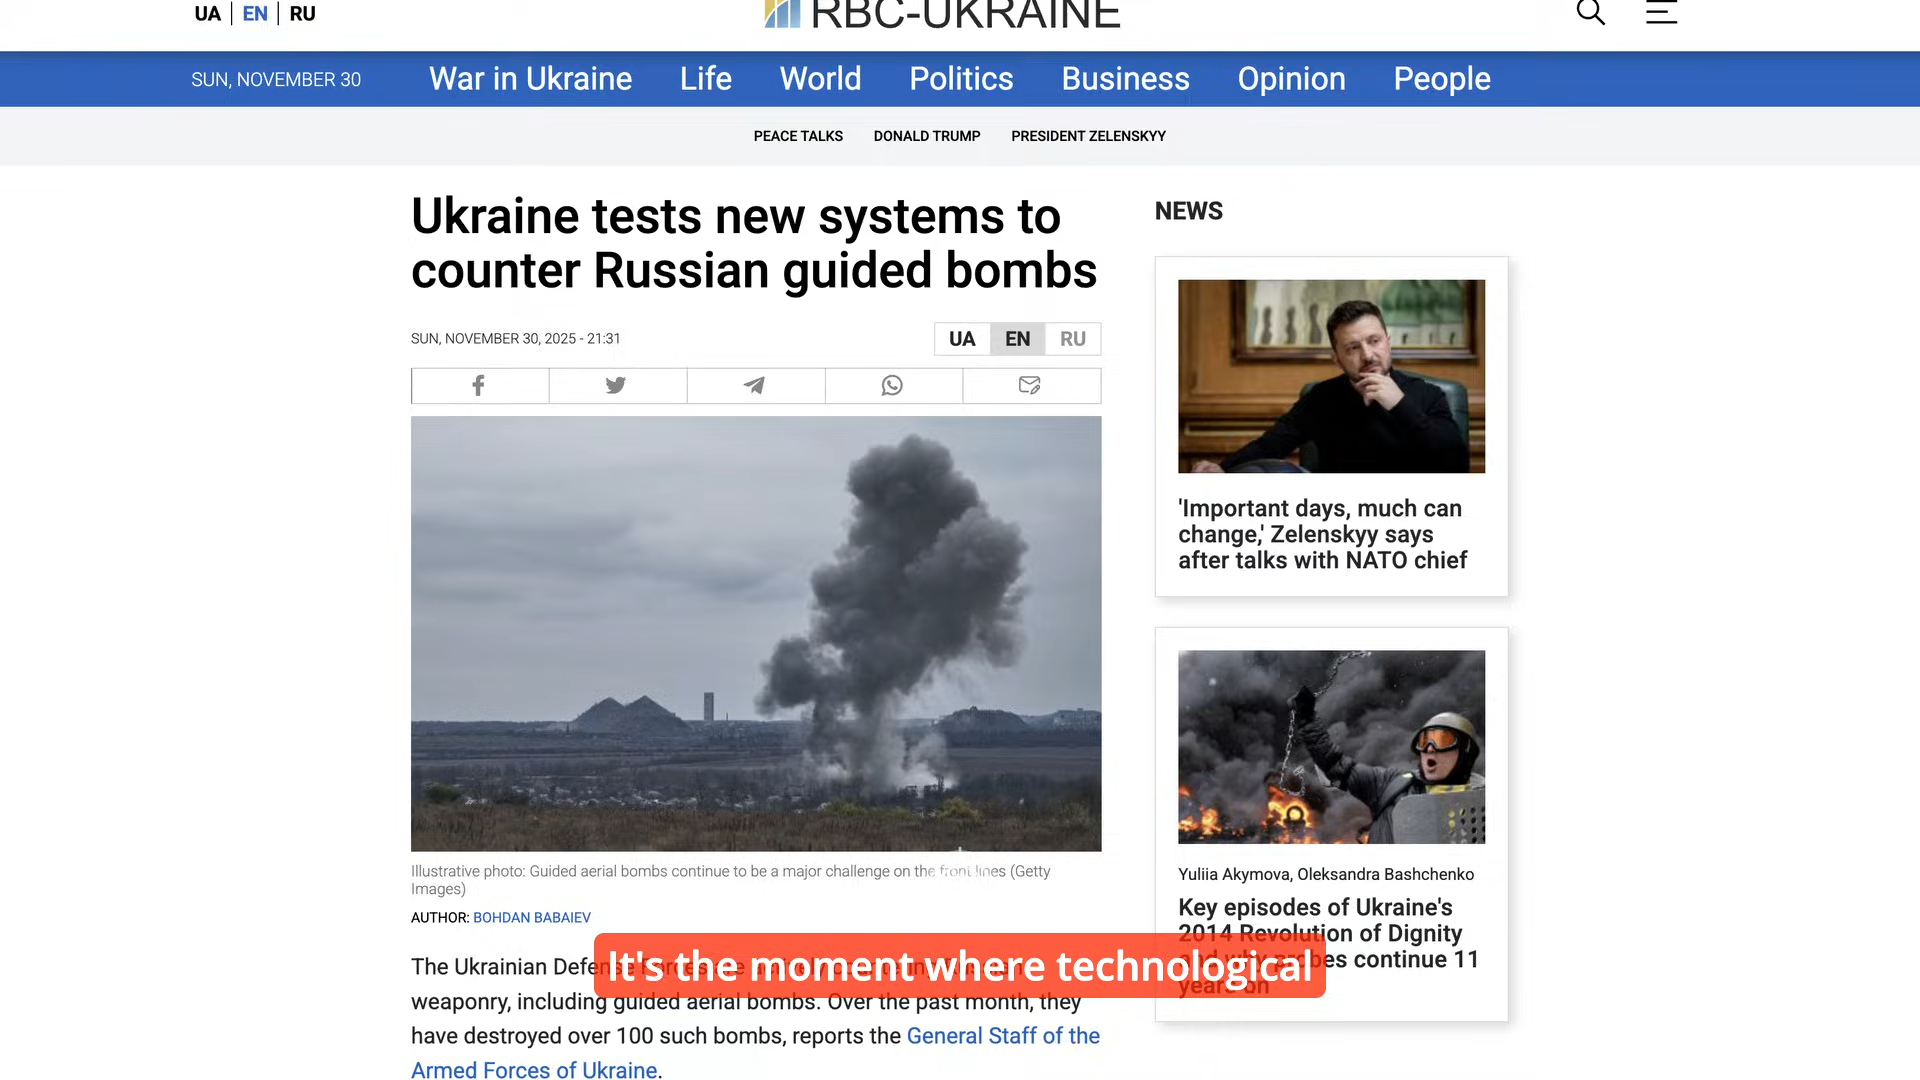 UA | EN | RU
RBC-UKRAINE
SUN, NOVEMBER 30
War in Ukraine
Life
World
Politics
Business
Opinion
People
PEACE TALKS
DONALD TRUMP
PRESIDENT ZELENSKYY
Ukraine tests new systems to
counter Russian guided bombs
SUN, NOVEMBER 30, 2025 - 21:31
UA EN RU
Illustrative photo: Guided aerial bombs continue to be a major challenge on the front lines (Getty
Images)
AUTHOR: BOHDAN BABAIEV
The Ukrainian Defense
weaponry, including guided aerial bombs. Over the past month, they
have destroyed over 100 such bombs, reports the General Staff of the
Armed Forces of Ukraine.
It's the moment where technological
NEWS
'Important days, much can
change,' Zelenskyy says
after talks with NATO chief
Yuliia Akymova, Oleksandra Bashchenko
Key episodes of Ukraine's
2014 Revolution of Dignity
and why probes continue 11
years on